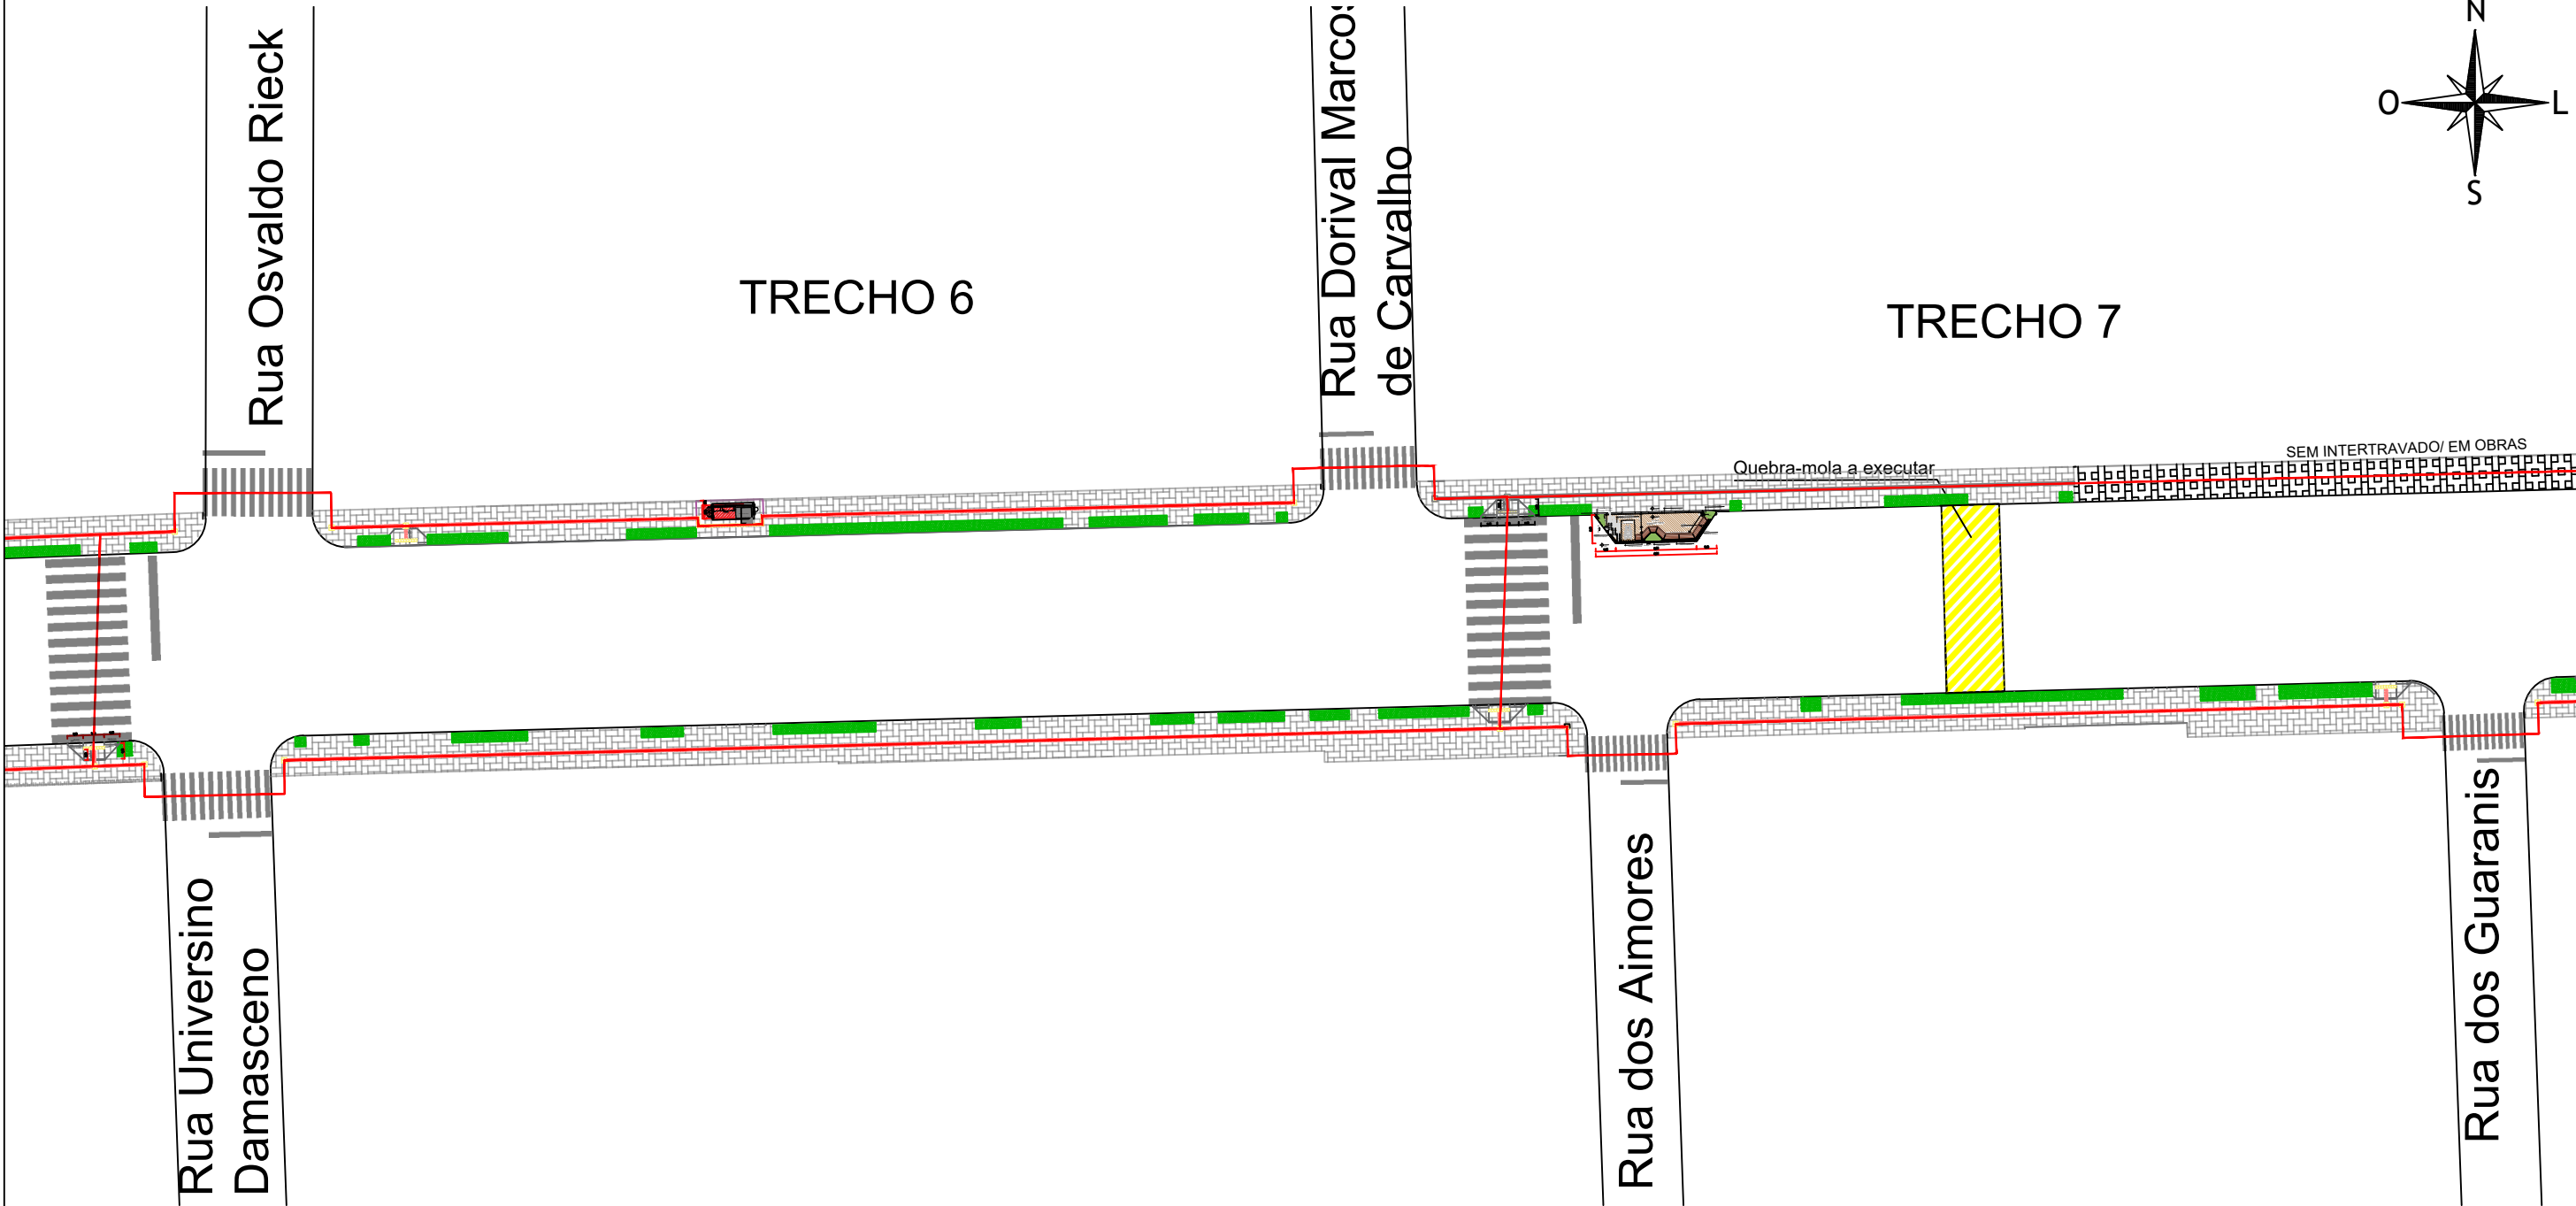 N
O
L
S
Rua Osvaldo Rieck
TRECHO 6
Rua Dorival Marcos
de Carvalho
TRECHO 7
SEM INTERTRAVADO/ EM OBRAS
Quebra-mola a executar
Rua Universino
Damasceno
Rua dos Aimores
Rua dos Guaranis